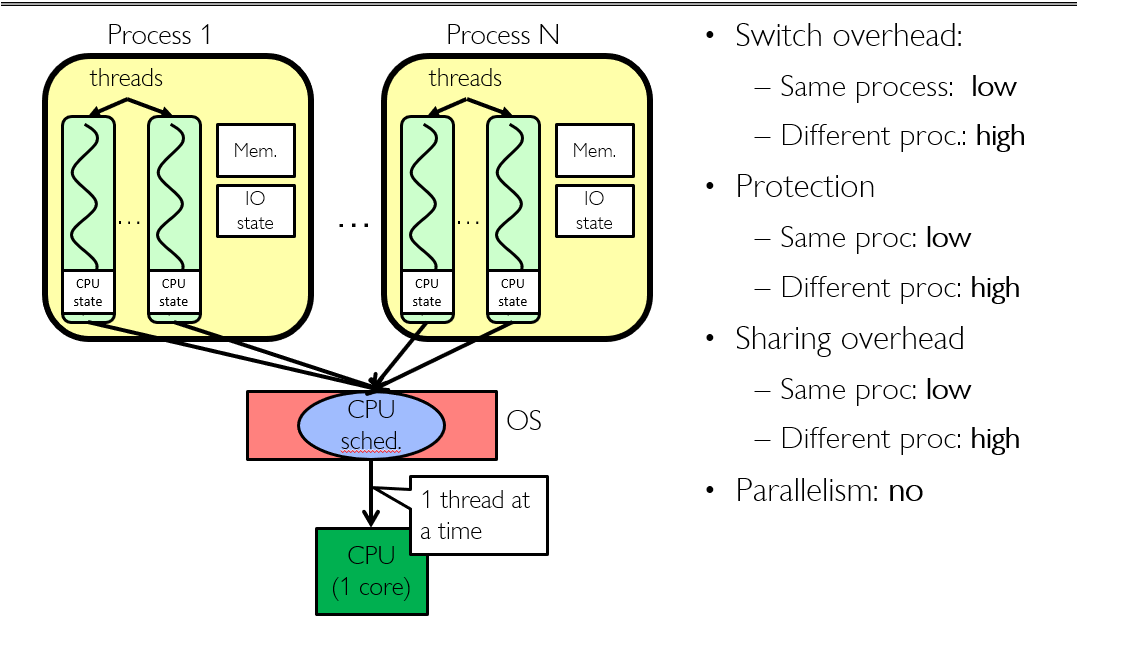 Process 1
threads
Mem.
IO
state
...
CPU
state
CPU
state
...
Process N
threads
Mem.
IO
state
...
CPU
state
CPU
state
CPU
sched.
OS
1 thread at
a time
CPU
(1 core)
• Switch overhead:
– Same process: low
– Different proc.: high
• Protection
– Same proc: low
– Different proc: high
• Sharing overhead
– Same proc: low
– Different proc: high
• Parallelism: no